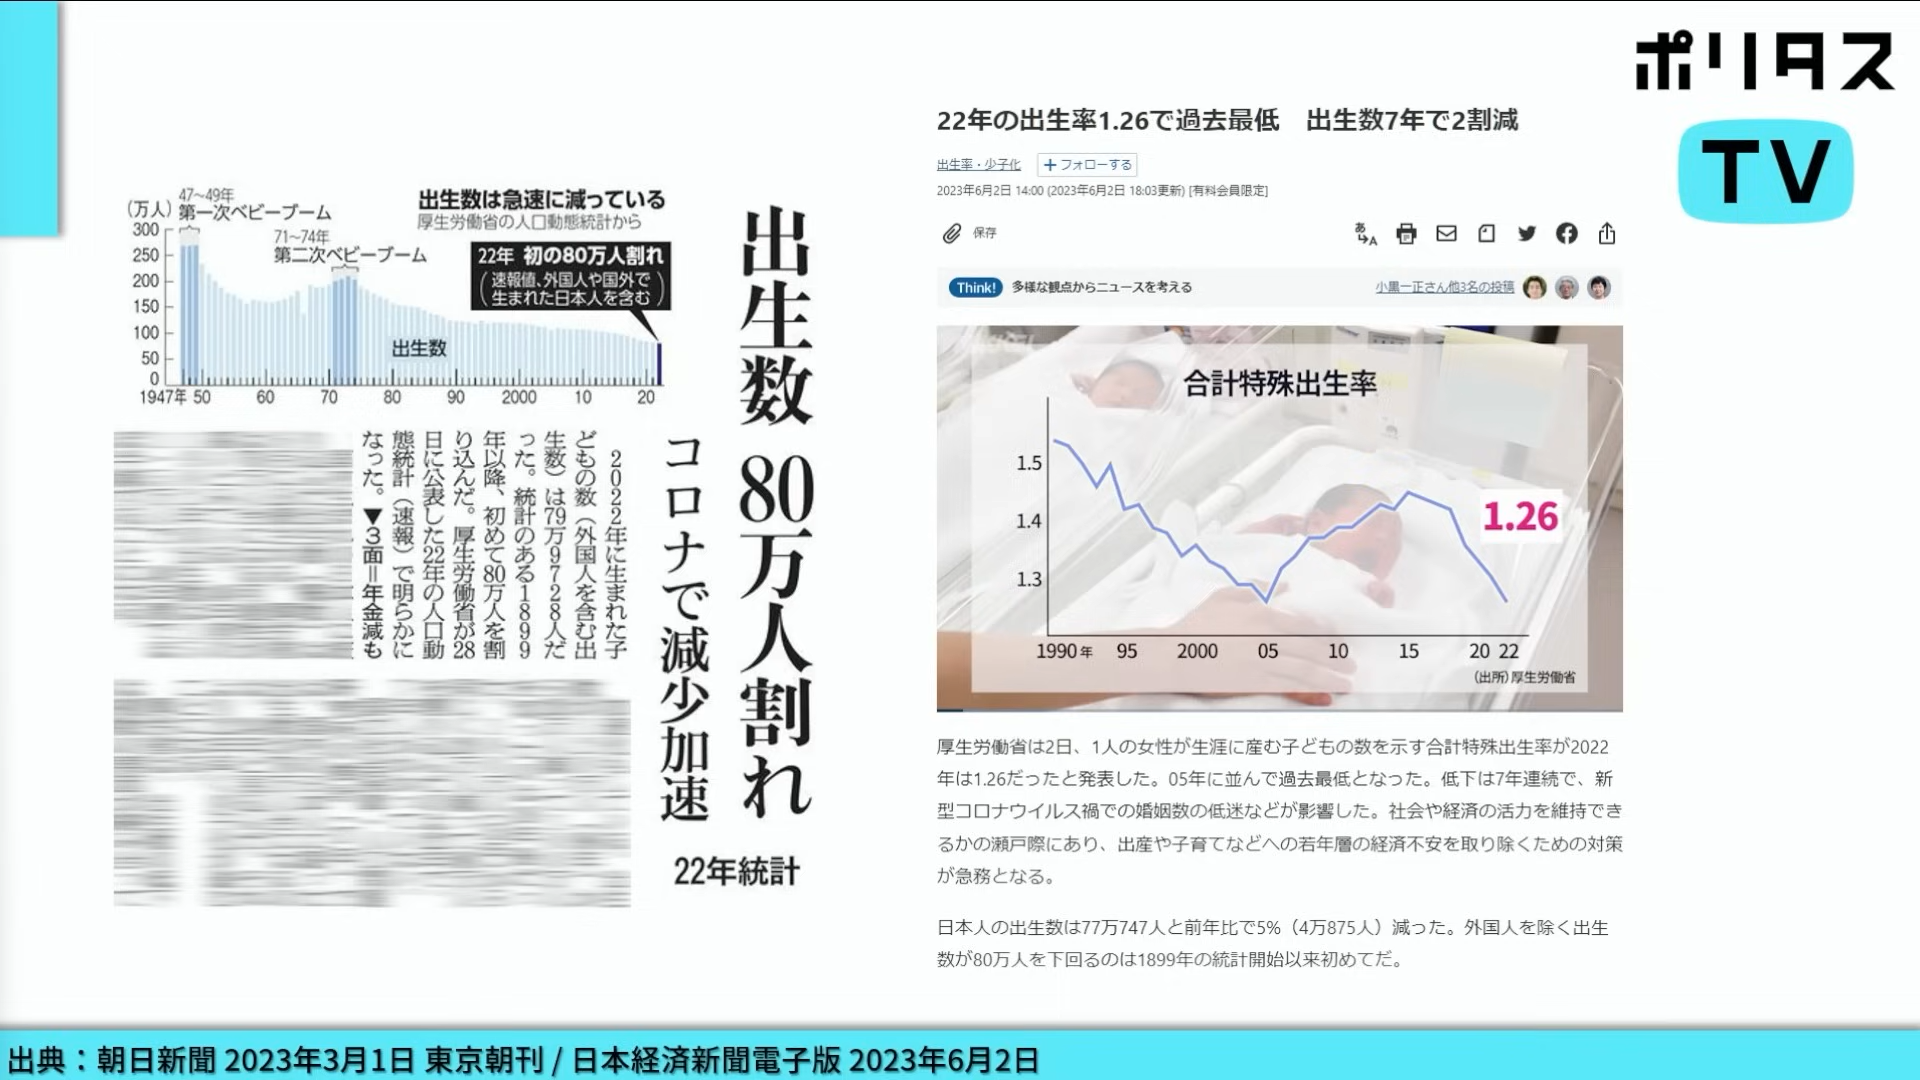 ポリタス
TV
47〜49年
第一次ベビーブーム
(万人)
71〜74年
第二次ベビーブーム
出生数は急速に減っている
厚生労働省の人口動態統計から
22年 初の80万人割れ
(速報値、外国人や国外で
生まれた日本人を含む)
300
250
200
150
100
50
0
出生数
1947年 50 60 70 80 90 2000 10 20
出生数 80万人割れ
コロナで減少加速
22年統計
2022年に生まれた子
どもの数(外国人を含む出
生数)は79万9728人だ
った。統計のある1899
年以降、初めて80万人を割
り込んだ。厚生労働省が28
日に公表した22年の人口動
態統計(速報)で明らかに
なった。▼3面=年金減も
22年の出生率1.26で過去最低 出生数7年で2割減
出生率・少子化 +フォローする
2023年6月2日 14:00 (2023年6月2日 18:03更新) [有料会員限定]
保存
Think! 多様な観点からニュースを考える 小黒一正さん他3名の投稿
合計特殊出生率
1.5
1.4
1.3
1.26
1990年 95 2000 05 10 15 20 22
(出所)厚生労働省
厚生労働省は2日、1人の女性が生涯に産む子どもの数を示す合計特殊出生率が2022
年は1.26だったと発表した。05年に並んで過去最低となった。低下は7年連続で、新
型コロナウイルス禍での婚姻数の低迷などが影響した。社会や経済の活力を維持でき
るかの瀬戸際にあり、出産や子育てなどへの若年層の経済不安を取り除くための対策
が急務となる。
日本人の出生数は77万747人と前年比で5%(4万875人)減った。外国人を除く出生
数が80万人を下回るのは1899年の統計開始以来初めてだ。
出典:朝日新聞 2023年3月1日 東京朝刊 / 日本経済新聞電子版 2023年6月2日